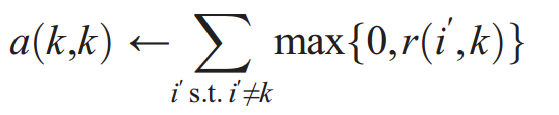 a(k,k) ← ∑ max{0,r(i′,k)}
i′ s.t. i′≠k